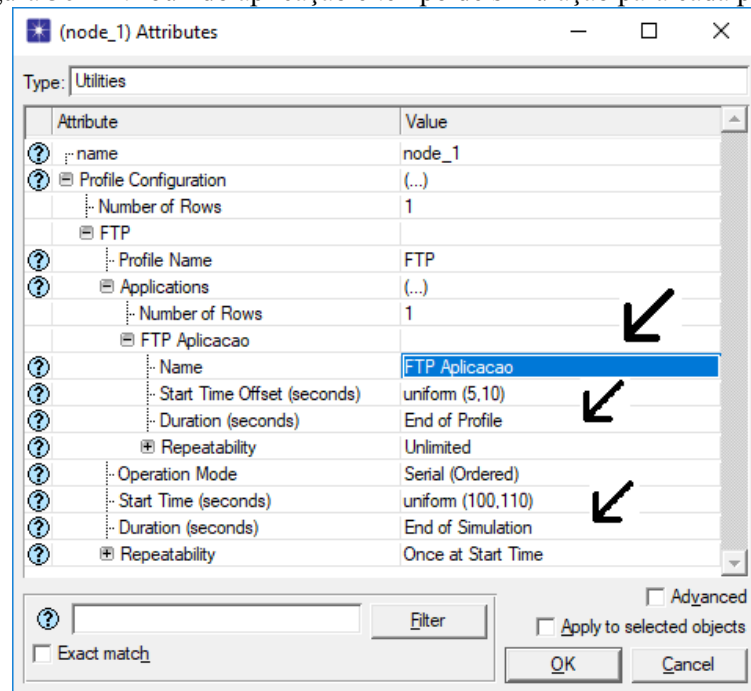 (node_1) Attributes
Type: Utilities
Attribute Value
name node_1
Profile Configuration (...)
Number of Rows 1
FTP
Profile Name FTP
Applications (...)
Number of Rows 1
FTP Aplicacao
Name FTP Aplicacao
Start Time Offset (seconds) uniform (5,10)
Duration (seconds) End of Profile
Repeatability Unlimited
Operation Mode Serial (Ordered)
Start Time (seconds) uniform (100,110)
Duration (seconds) End of Simulation
Repeatability Once at Start Time
Advanced
Filter
Apply to selected objects
Exact match
OK Cancel